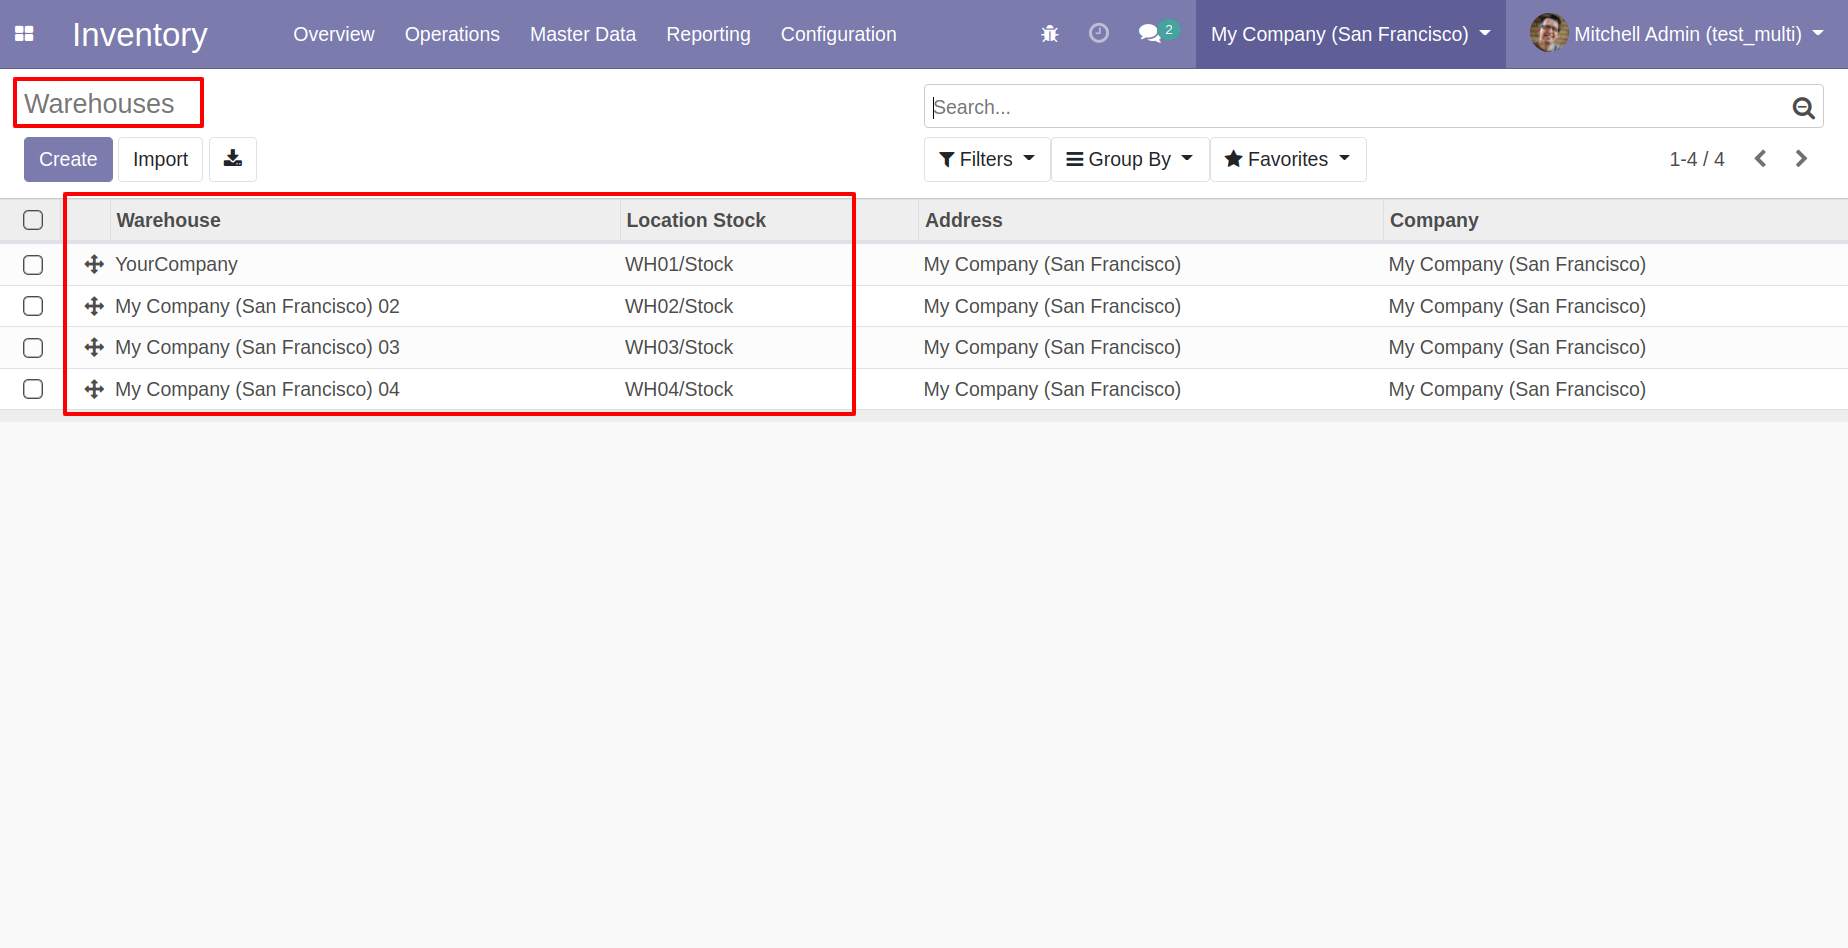 Inventory Overview Operations Master Data Reporting Configuration 2 My Company (San Francisco) Mitchell Admin (test_multi)
Warehouses
Search...
Create Import Filters Group By Favorites 1-4 / 4
Warehouse Location Stock Address Company
YourCompany WH01/Stock My Company (San Francisco) My Company (San Francisco)
My Company (San Francisco) 02 WH02/Stock My Company (San Francisco) My Company (San Francisco)
My Company (San Francisco) 03 WH03/Stock My Company (San Francisco) My Company (San Francisco)
My Company (San Francisco) 04 WH04/Stock My Company (San Francisco) My Company (San Francisco)